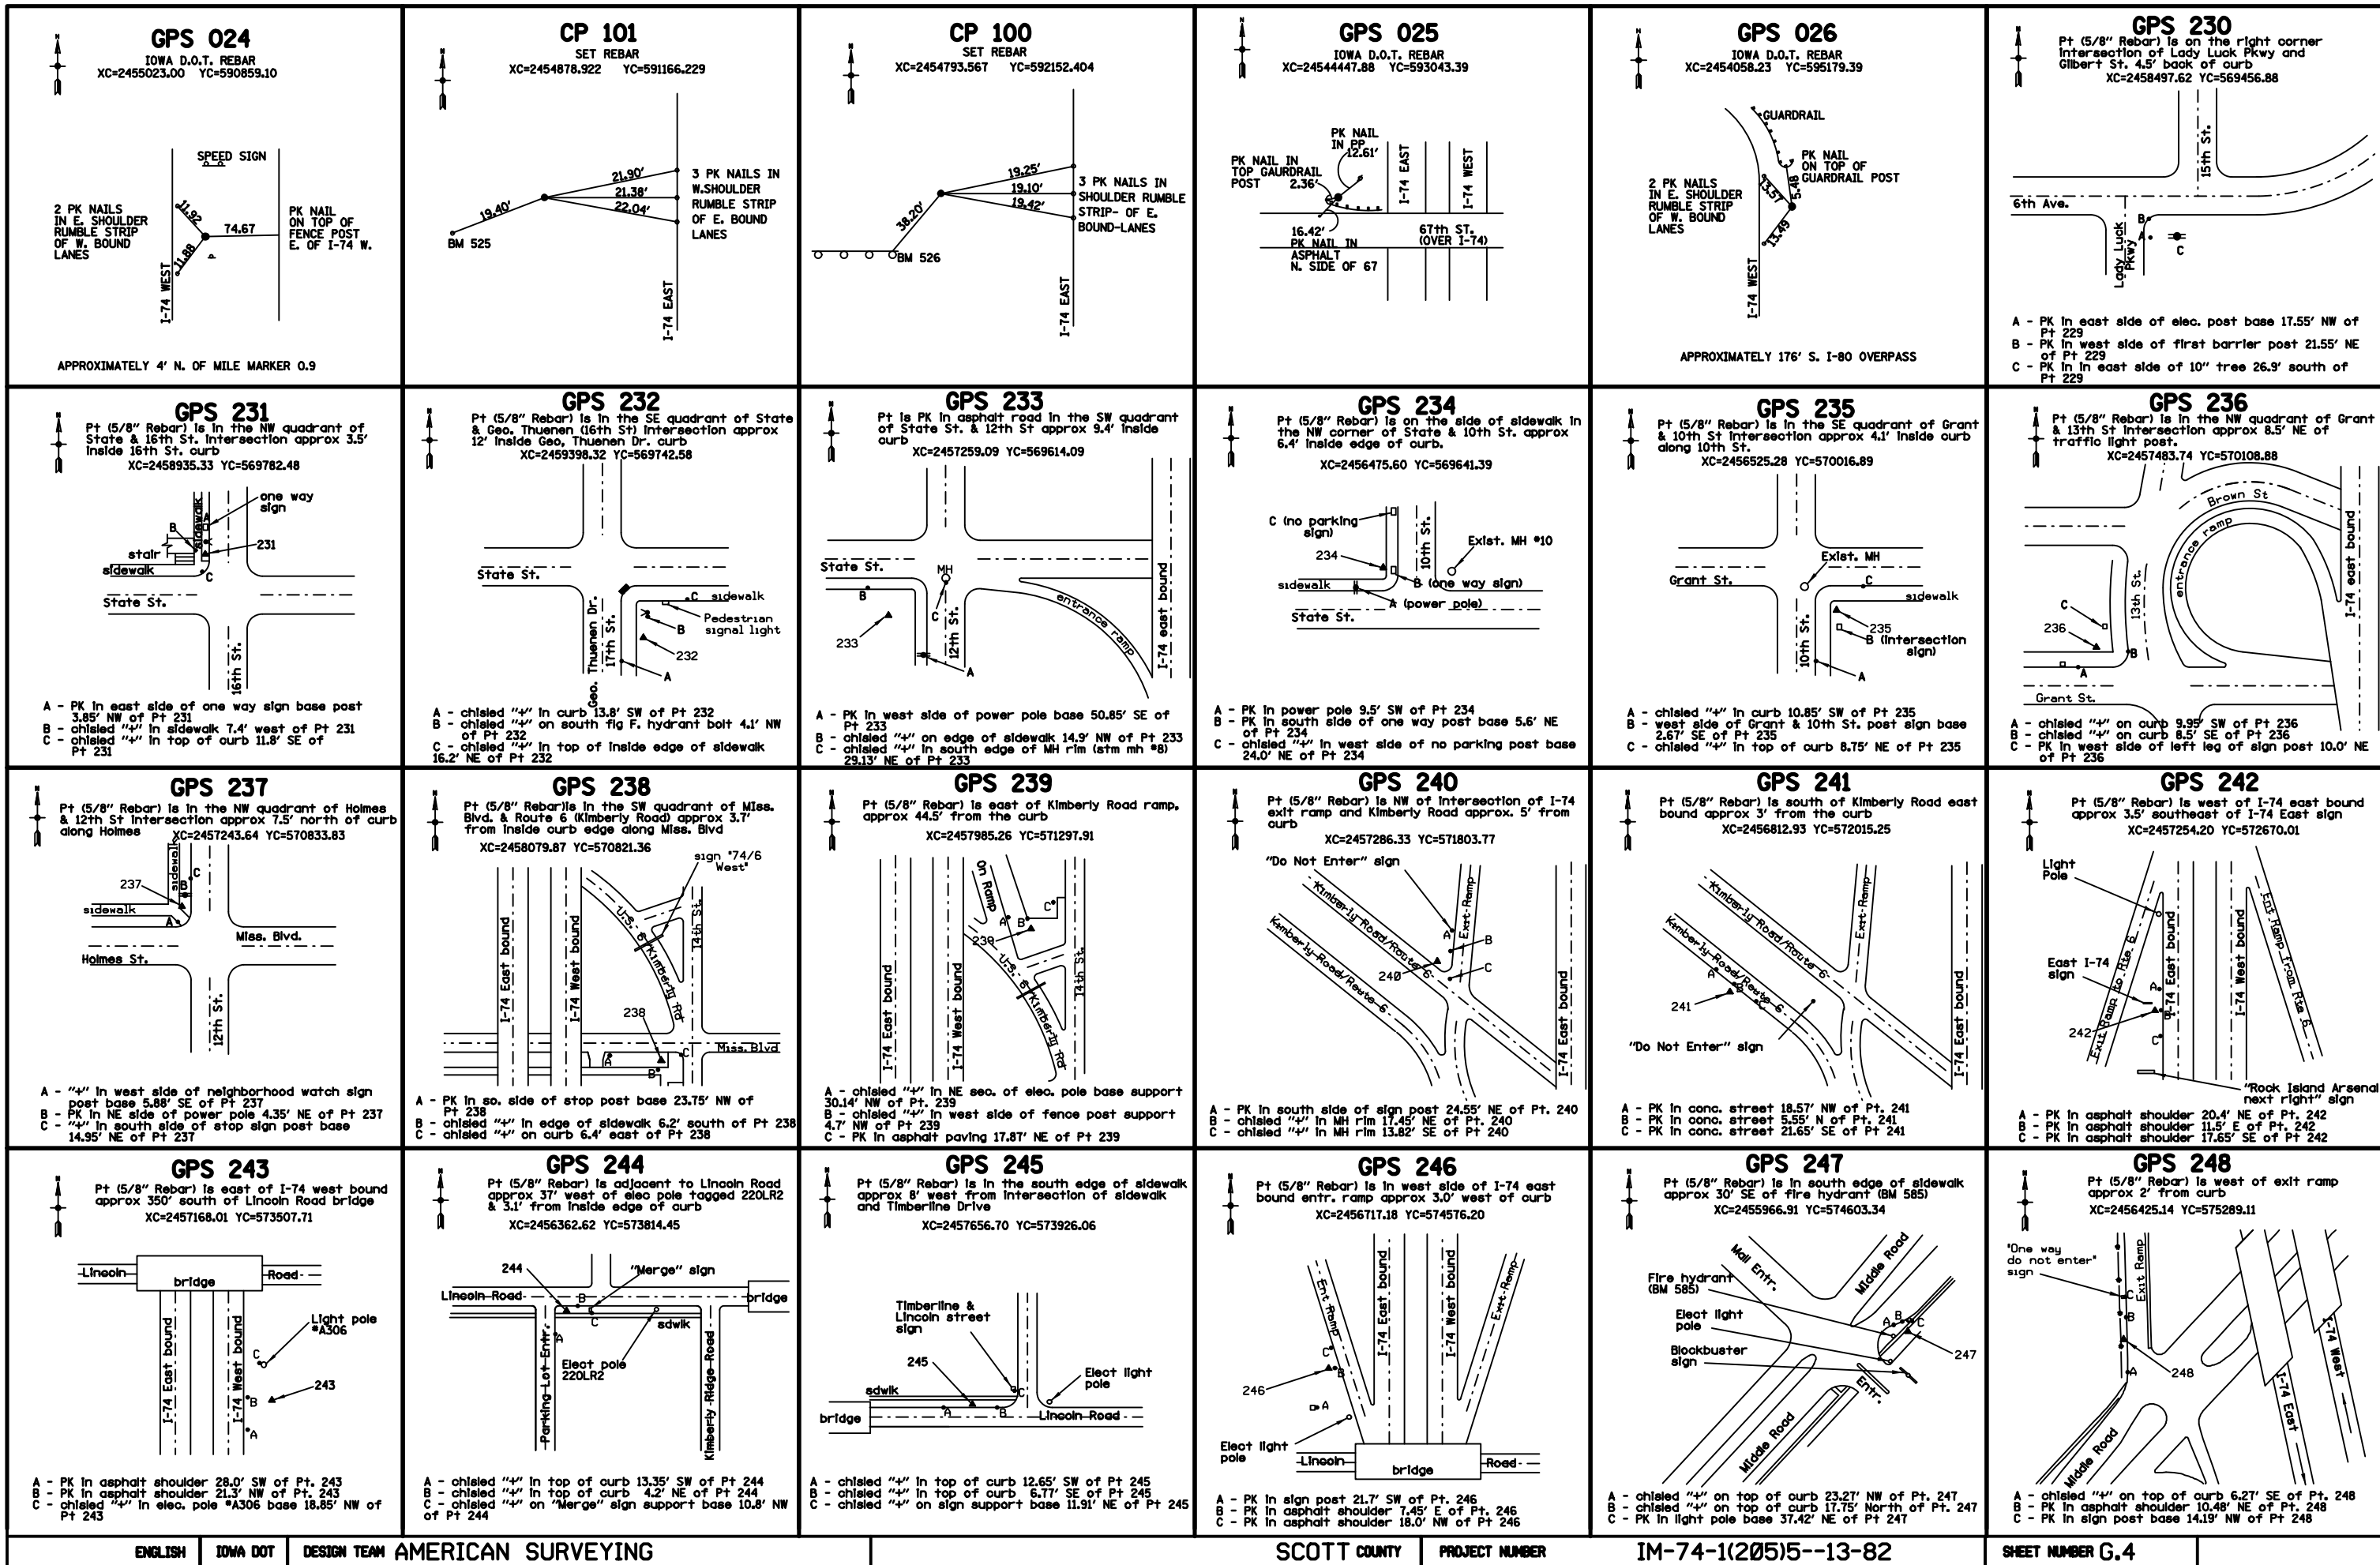 GPS 024
IOWA D.O.T. REBAR
XC=2455023.00 YC=590859.10
N
SPEED SIGN
2 PK NAILS
IN E. SHOULDER
RUMBLE STRIP
OF W. BOUND
LANES
11.92
74.67
11.88
PK NAIL
ON TOP OF
FENCE POST
E. OF I-74 W.
I-74 WEST
APPROXIMATELY 4' N. OF MILE MARKER 0.9
CP 101
SET REBAR
XC=2454878.922 YC=591166.229
N
21.90'
21.38'
22.04'
19.40'
BM 525
3 PK NAILS IN
W.SHOULDER
RUMBLE STRIP
OF E. BOUND
LANES
I-74 EAST
CP 100
SET REBAR
XC=2454793.567 YC=592152.404
N
19.25'
19.10'
19.42'
38.20'
BM 526
3 PK NAILS IN
SHOULDER RUMBLE
STRIP- OF E.
BOUND-LANES
I-74 EAST
GPS 025
IOWA D.O.T. REBAR
XC=24544447.88 YC=593043.39
N
PK NAIL
IN PP
12.61'
PK NAIL IN
TOP GAURDRAIL
POST 2.36'
I-74 EAST
I-74 WEST
16.42'
PK NAIL IN
ASPHALT
N. SIDE OF 67
67th ST.
(OVER I-74)
GPS 026
IOWA D.O.T. REBAR
XC=2454058.23 YC=595179.39
N
GUARDRAIL
PK NAIL
ON TOP OF
GUARDRAIL POST
2 PK NAILS
IN E. SHOULDER
RUMBLE STRIP
OF W. BOUND
LANES
13.57
5.48
13.49
I-74 WEST
APPROXIMATELY 176' S. I-80 OVERPASS
GPS 230
Pt (5/8" Rebar) is on the right corner
intersection of Lady Luck Pkwy and
Gilbert St. 4.5' back of curb
XC=2458497.62 YC=569456.88
N
15th St.
6th Ave.
Lady Luck
Pkwy
B
A
C
A - PK in east side of elec. post base 17.55' NW of
Pt 229
B - PK in west side of first barrier post 21.55' NE
of Pt 229
C - PK in in east side of 10" tree 26.9' south of
Pt 229
GPS 231
Pt (5/8" Rebar) is in the NW quadrant of
State & 16th St. intersection approx 3.5'
inside 16th St. curb
XC=2458935.33 YC=569782.48
N
one way
sign
sidewalk
A
B
stair
231
sidewalk
C
State St.
16th St.
A - PK in east side of one way sign base post
3.85' NW of Pt 231
B - chisled "+" in sidewalk 7.4' west of Pt 231
C - chisled "+" in top of curb 11.8' SE of
Pt 231
GPS 232
Pt (5/8" Rebar) is in the SE quadrant of State
& Geo. Thuenen (16th St) intersection approx
12' inside Geo, Thuenen Dr. curb
XC=2459398.32 YC=569742.58
N
State St.
C sidewalk
Pedestrian
signal light
B
232
A
Geo. Thuenen Dr.
17th St.
A - chisled "+" in curb 13.8' SW of Pt 232
B - chisled "+" on south flg F. hydrant bolt 4.1' NW
of Pt 232
C - chisled "+" in top of inside edge of sidewalk
16.2' NE of Pt 232
GPS 233
Pt is PK in asphalt road in the SW quadrant
of State St. & 12th St approx 9.4' inside
curb
XC=2457259.09 YC=569614.09
N
State St.
MH
B
C
233
12th St.
A
entrance ramp
I-74 east bound
A - PK in west side of power pole base 50.85' SE of
Pt 233
B - chisled "+" on edge of sidewalk 14.9' NW of Pt 233
C - chisled "+" in south edge of MH rim (stm mh #8)
29.13' NE of Pt 233
GPS 234
Pt (5/8" Rebar) is on the side of sidewalk in
the NW corner of State & 10th St. approx
6.4' inside edge of curb.
XC=2456475.60 YC=569641.39
N
C (no parking
sign)
234
10th St.
Exist. MH #10
sidewalk
B (one way sign)
A (power pole)
State St.
A - PK in power pole 9.5' SW of Pt 234
B - PK in south side of one way post base 5.6' NE
of Pt 234
C - chisled "+" in west side of no parking post base
24.0' NE of Pt 234
GPS 235
Pt (5/8" Rebar) is in the SE quadrant of Grant
& 10th St intersection approx 4.1' inside curb
along 10th St.
XC=2456525.28 YC=570016.89
N
Exist. MH
Grant St.
C
sidewalk
235
B (intersection
sign)
10th St.
A
A - chisled "+" in curb 10.85' SW of Pt 235
B - west side of Grant & 10th St. post sign base
2.67' SE of Pt 235
C - chisled "+" in top of curb 8.75' NE of Pt 235
GPS 236
Pt (5/8" Rebar) is in the NW quadrant of Grant
& 13th St intersection approx 8.5' NE of
traffic light post.
XC=2457483.74 YC=570108.88
N
Brown St
entrance ramp
I-74 east bound
13th St.
C
236
B
A
Grant St.
A - chisled "+" on curb 9.95' SW of Pt 236
B - chisled "+" on curb 8.5' SE of Pt 236
C - PK in west side of left leg of sign post 10.0' NE
of Pt 236
GPS 237
Pt (5/8" Rebar) is in the NW quadrant of Holmes
& 12th St intersection approx 7.5' north of curb
along Holmes XC=2457243.64 YC=570833.83
N
sidewalk
C
237
B
sidewalk
A
Miss. Blvd.
Holmes St.
12th St.
A - "+" in west side of neighborhood watch sign
post base 5.88' SE of Pt 237
B - PK in NE side of power pole 4.35' NE of Pt 237
C - "+" in south side of stop sign post base
14.95' NE of Pt 237
GPS 238
Pt (5/8" Rebar)is in the SW quadrant of MIss.
Blvd. & Route 6 (Kimberly Road) approx 3.7'
from inside curb edge along Miss. Blvd
XC=2458079.87 YC=570821.36
N
sign "74/6
West"
U.S. 6/Kimberly Rd
14th St.
I-74 East bound
I-74 West bound
238
Miss. Blvd
A
C
B
A - PK in so. side of stop post base 23.75' NW of
Pt 238
B - chisled "+" in edge of sidewalk 6.2' south of Pt 238
C - chisled "+" on curb 6.4' east of Pt 238
GPS 239
Pt (5/8" Rebar) is east of Kimberly Road ramp,
approx 44.5' from the curb
XC=2457985.26 YC=571297.91
N
On Ramp
A
B
C
239
U.S. 6/Kimberly Rd
14th St.
I-74 East bound
I-74 West bound
A - chisled "+" in NE sec. of elec. pole base support
30.14' NW of Pt. 239
B - chisled "+" in west side of fence post support
4.7' NW of Pt 239
C - PK in asphalt paving 17.87' NE of Pt 239
GPS 240
Pt (5/8" Rebar) is NW of intersection of I-74
exit ramp and Kimberly Road approx. 5' from
curb
XC=2457286.33 YC=571803.77
N
"Do Not Enter" sign
Kimberly Road/Route 6
Kimberly Road/Route 6
Exit-Ramp
A
B
C
240
I-74 East bound
A - PK in south side of sign post 24.55' NE of Pt. 240
B - chisled "+" in MH rim 17.45' NE of Pt. 240
C - chisled "+" in MH rim 13.82' SE of Pt 240
GPS 241
Pt (5/8" Rebar) is south of Kimberly Road east
bound approx 3' from the curb
XC=2456812.93 YC=572015.25
N
Kimberly Road/Route 6
Kimberly Road/Route 6
Exit-Ramp
A
B
C
241
"Do Not Enter" sign
I-74 East bound
A - PK in conc. street 18.57' NW of Pt. 241
B - PK in conc. street 5.55' N of Pt. 241
C - PK in conc. street 21.65' SE of Pt 241
GPS 242
Pt (5/8" Rebar) is west of I-74 east bound
approx 3.5' southeast of I-74 East sign
XC=2457254.20 YC=572670.01
N
Light
Pole
East I-74
sign
A
242
C
Exit Ramp to Rte 6
I-74 East bound
I-74 West bound
Ent Ramp from Rte 6
"Rock Island Arsenal
next right" sign
A - PK in asphalt shoulder 20.4' NE of Pt. 242
B - PK in asphalt shoulder 11.5' E of Pt. 242
C - PK in asphalt shoulder 17.65' SE of Pt 242
GPS 243
Pt (5/8" Rebar) is east of I-74 west bound
approx 350' south of Lincoln Road bridge
XC=2457168.01 YC=573507.71
N
Lincoln
bridge
Road
Light pole
#A306
C
B
243
A
I-74 East bound
I-74 West bound
A - PK in asphalt shoulder 28.0' SW of Pt. 243
B - PK in asphalt shoulder 21.3' NW of Pt. 243
C - chisled "+" in elec. pole #A306 base 18.85' NW of
Pt 243
GPS 244
Pt (5/8" Rebar) is adjacent to Lincoln Road
approx 37' west of elec pole tagged 220LR2
& 3.1' from inside edge of curb
XC=2456362.62 YC=573814.45
N
244
"Merge" sign
Lincoln Road
bridge
B
C
A
sdwlk
Elect pole
220LR2
Parking Lot Entr.
Kimberly Ridge Road
A - chisled "+" in top of curb 13.35' SW of Pt 244
B - chisled "+" in top of curb 4.2' NE of Pt 244
C - chisled "+" on "Merge" sign support base 10.8' NW
of Pt 244
GPS 245
Pt (5/8" Rebar) is in the south edge of sidewalk
approx 8' west from intersection of sidewalk
and Timberline Drive
XC=2457656.70 YC=573926.06
N
Timberline &
Lincoln street
sign
245
sdwlk
C
Elect light
pole
bridge
A
B
Lincoln Road
A - chisled "+" in top of curb 12.65' SW of Pt 245
B - chisled "+" in top of curb 6.77' SE of Pt 245
C - chisled "+" on sign support base 11.91' NE of Pt 245
GPS 246
Pt (5/8" Rebar) is in west side of I-74 east
bound entr. ramp approx 3.0' west of curb
XC=2456717.18 YC=574576.20
N
Ent Ramp
I-74 East bound
I-74 West bound
Exit-Ramp
C
B
246
A
Elect light
pole
Lincoln
bridge
Road
A - PK in sign post 21.7' SW of Pt. 246
B - PK in asphalt shoulder 7.45' E of Pt. 246
C - PK in asphalt shoulder 18.0' NW of Pt 246
GPS 247
Pt (5/8" Rebar) is in south edge of sidewalk
approx 30' SE of fire hydrant (BM 585)
XC=2455966.91 YC=574603.34
N
Mall Entr.
Middle Road
Fire hydrant
(BM 585)
Elect light
pole
Blockbuster
sign
A
B
C
247
Entr.
Middle Road
A - chisled "+" on top of curb 23.27' NW of Pt. 247
B - chisled "+" on top of curb 17.75' North of Pt. 247
C - PK in light pole base 37.42' NE of Pt 247
GPS 248
Pt (5/8" Rebar) is west of exit ramp
approx 2' from curb
XC=2456425.14 YC=575289.11
N
"One way
do not enter"
sign
Exit Ramp
C
B
A
248
I-74 West
I-74 East
Middle Road
A - chisled "+" on top of curb 6.27' SE of Pt. 248
B - PK in asphalt shoulder 10.48' NE of Pt. 248
C - PK in sign post base 14.19' NW of Pt 248
ENGLISH IOWA DOT DESIGN TEAM AMERICAN SURVEYING SCOTT COUNTY PROJECT NUMBER IM-74-1(205)5--13-82 SHEET NUMBER G.4